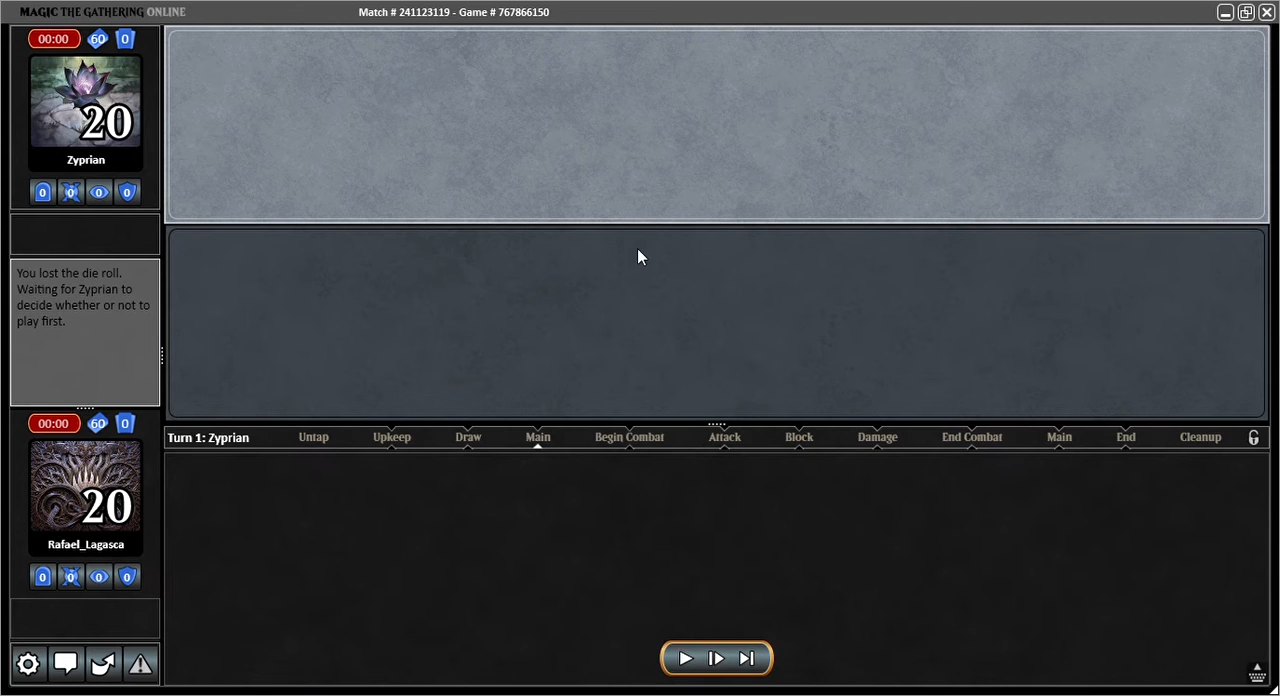 MAGIC THE GATHERING ONLINE
Match # 241123119 - Game # 767866150
00:00 60 0
20
Zyprian
0 0 0 0
You lost the die roll.
Waiting for Zyprian to
decide whether or not to
play first.
00:00 60 0
Turn 1: Zyprian Untap Upkeep Draw Main Begin Combat Attack Block Damage End Combat Main End Cleanup
20
Rafael_Lagasca
0 0 0 0